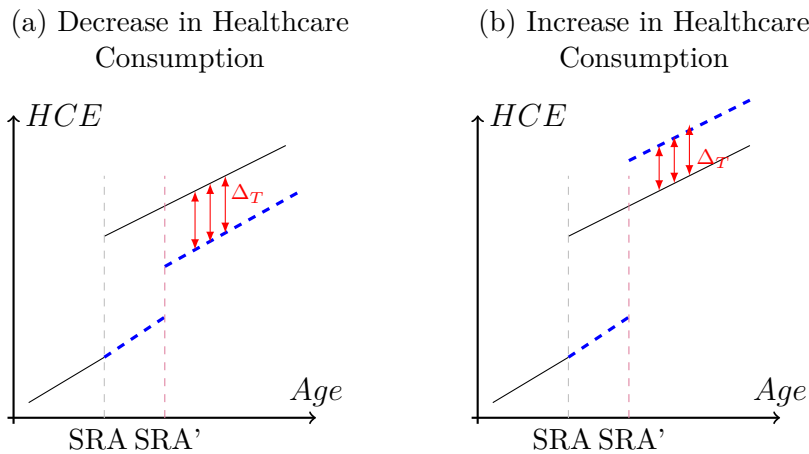 (a) Decrease in Healthcare
Consumption
HCE
Δ_T
Age
SRA SRA'
(b) Increase in Healthcare
Consumption
HCE
Δ_T
Age
SRA SRA'